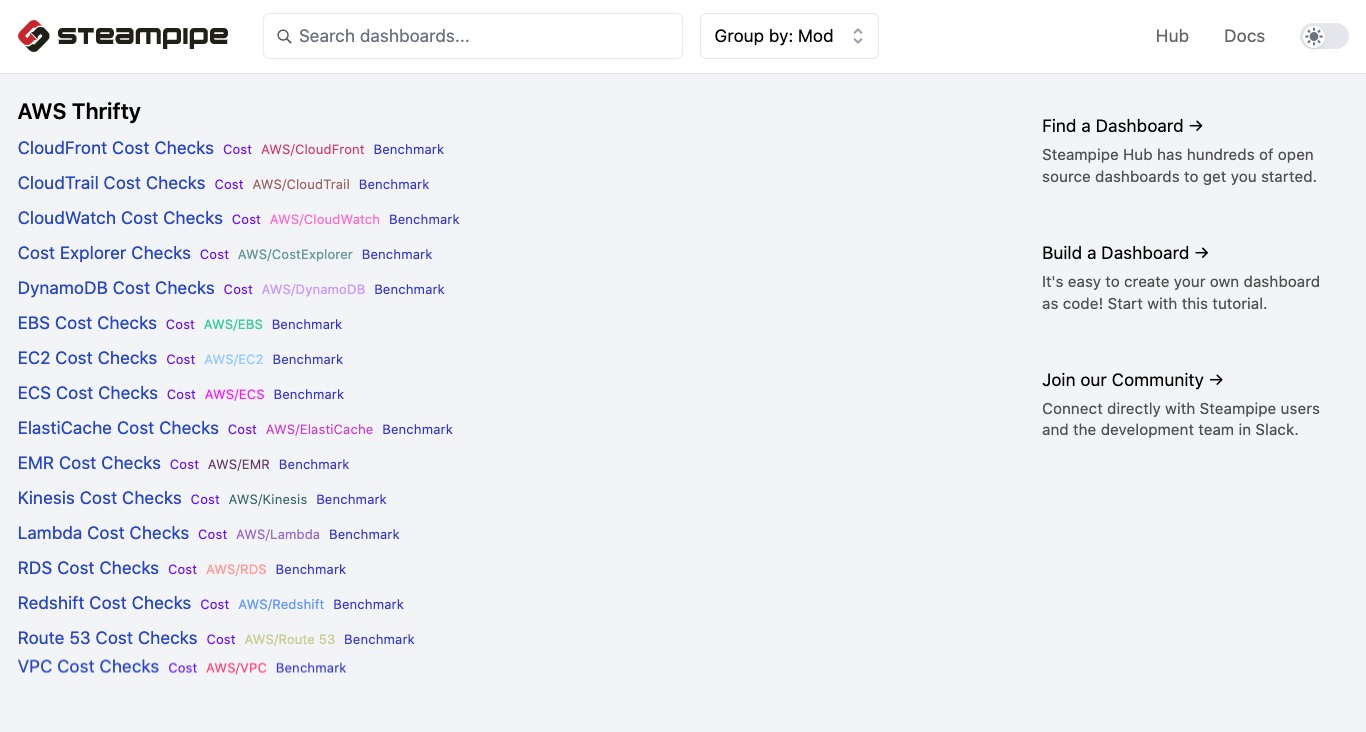 steampipe
Search dashboards...
Group by: Mod
Hub
Docs
AWS Thrifty
CloudFront Cost Checks Cost AWS/CloudFront Benchmark
CloudTrail Cost Checks Cost AWS/CloudTrail Benchmark
CloudWatch Cost Checks Cost AWS/CloudWatch Benchmark
Cost Explorer Checks Cost AWS/CostExplorer Benchmark
DynamoDB Cost Checks Cost AWS/DynamoDB Benchmark
EBS Cost Checks Cost AWS/EBS Benchmark
EC2 Cost Checks Cost AWS/EC2 Benchmark
ECS Cost Checks Cost AWS/ECS Benchmark
ElastiCache Cost Checks Cost AWS/ElastiCache Benchmark
EMR Cost Checks Cost AWS/EMR Benchmark
Kinesis Cost Checks Cost AWS/Kinesis Benchmark
Lambda Cost Checks Cost AWS/Lambda Benchmark
RDS Cost Checks Cost AWS/RDS Benchmark
Redshift Cost Checks Cost AWS/Redshift Benchmark
Route 53 Cost Checks Cost AWS/Route 53 Benchmark
VPC Cost Checks Cost AWS/VPC Benchmark
Find a Dashboard →
Steampipe Hub has hundreds of open
source dashboards to get you started.
Build a Dashboard →
It's easy to create your own dashboard
as code! Start with this tutorial.
Join our Community →
Connect directly with Steampipe users
and the development team in Slack.